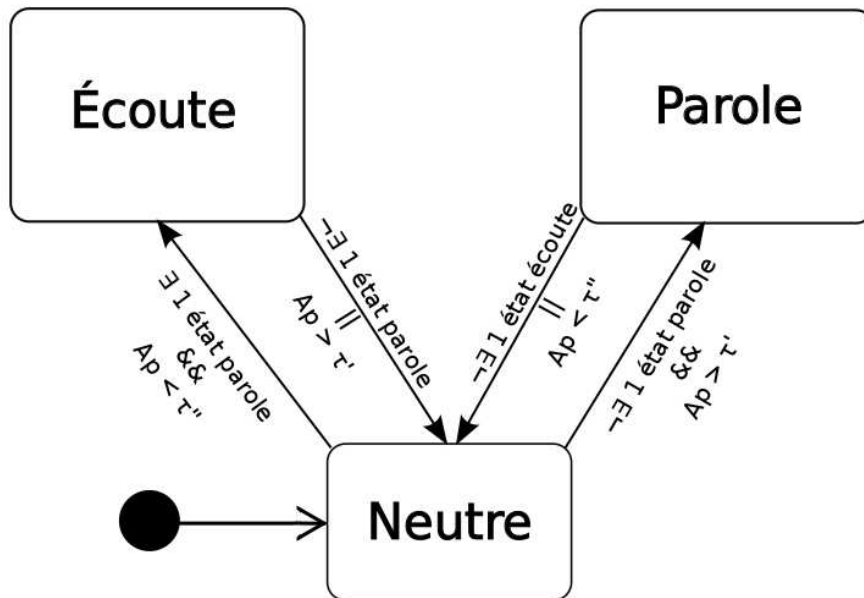 Écoute
Parole
∃ 1 état parole
&&
Ap < τ"
¬∃ 1 état parole
||
Ap > τ'
¬∃ 1 état écoute
||
Ap < τ"
¬∃ 1 état parole
&&
Ap > τ'
Neutre